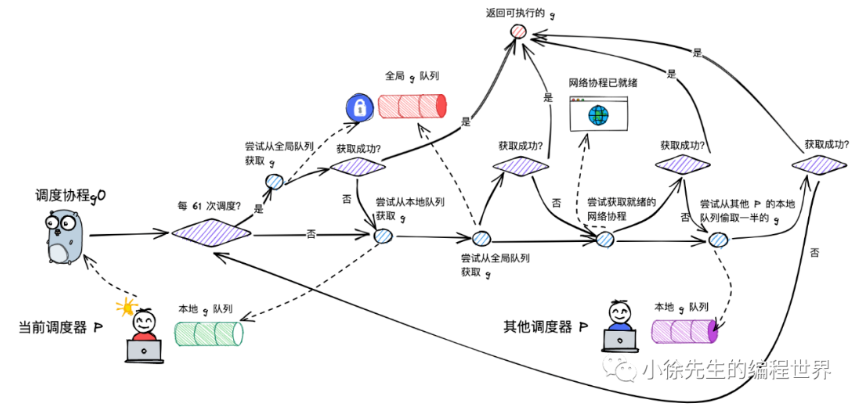 返回可执行的 g
是
全局 g 队列
网络协程已就绪
是
是
是
尝试从全局队列
获取 g
获取成功?
获取成功?
获取成功?
获取成功?
调度协程g0
每 61 次调度?
是
否
尝试从本地队列
获取 g
否
尝试获取就绪的
网络协程
否
尝试从其他 P 的本地
队列偷取一半的 g
否
否
尝试从全局队列
获取 g
当前调度器 P
本地 g 队列
其他调度器 P
本地 g 队列
小徐先生的编程世界